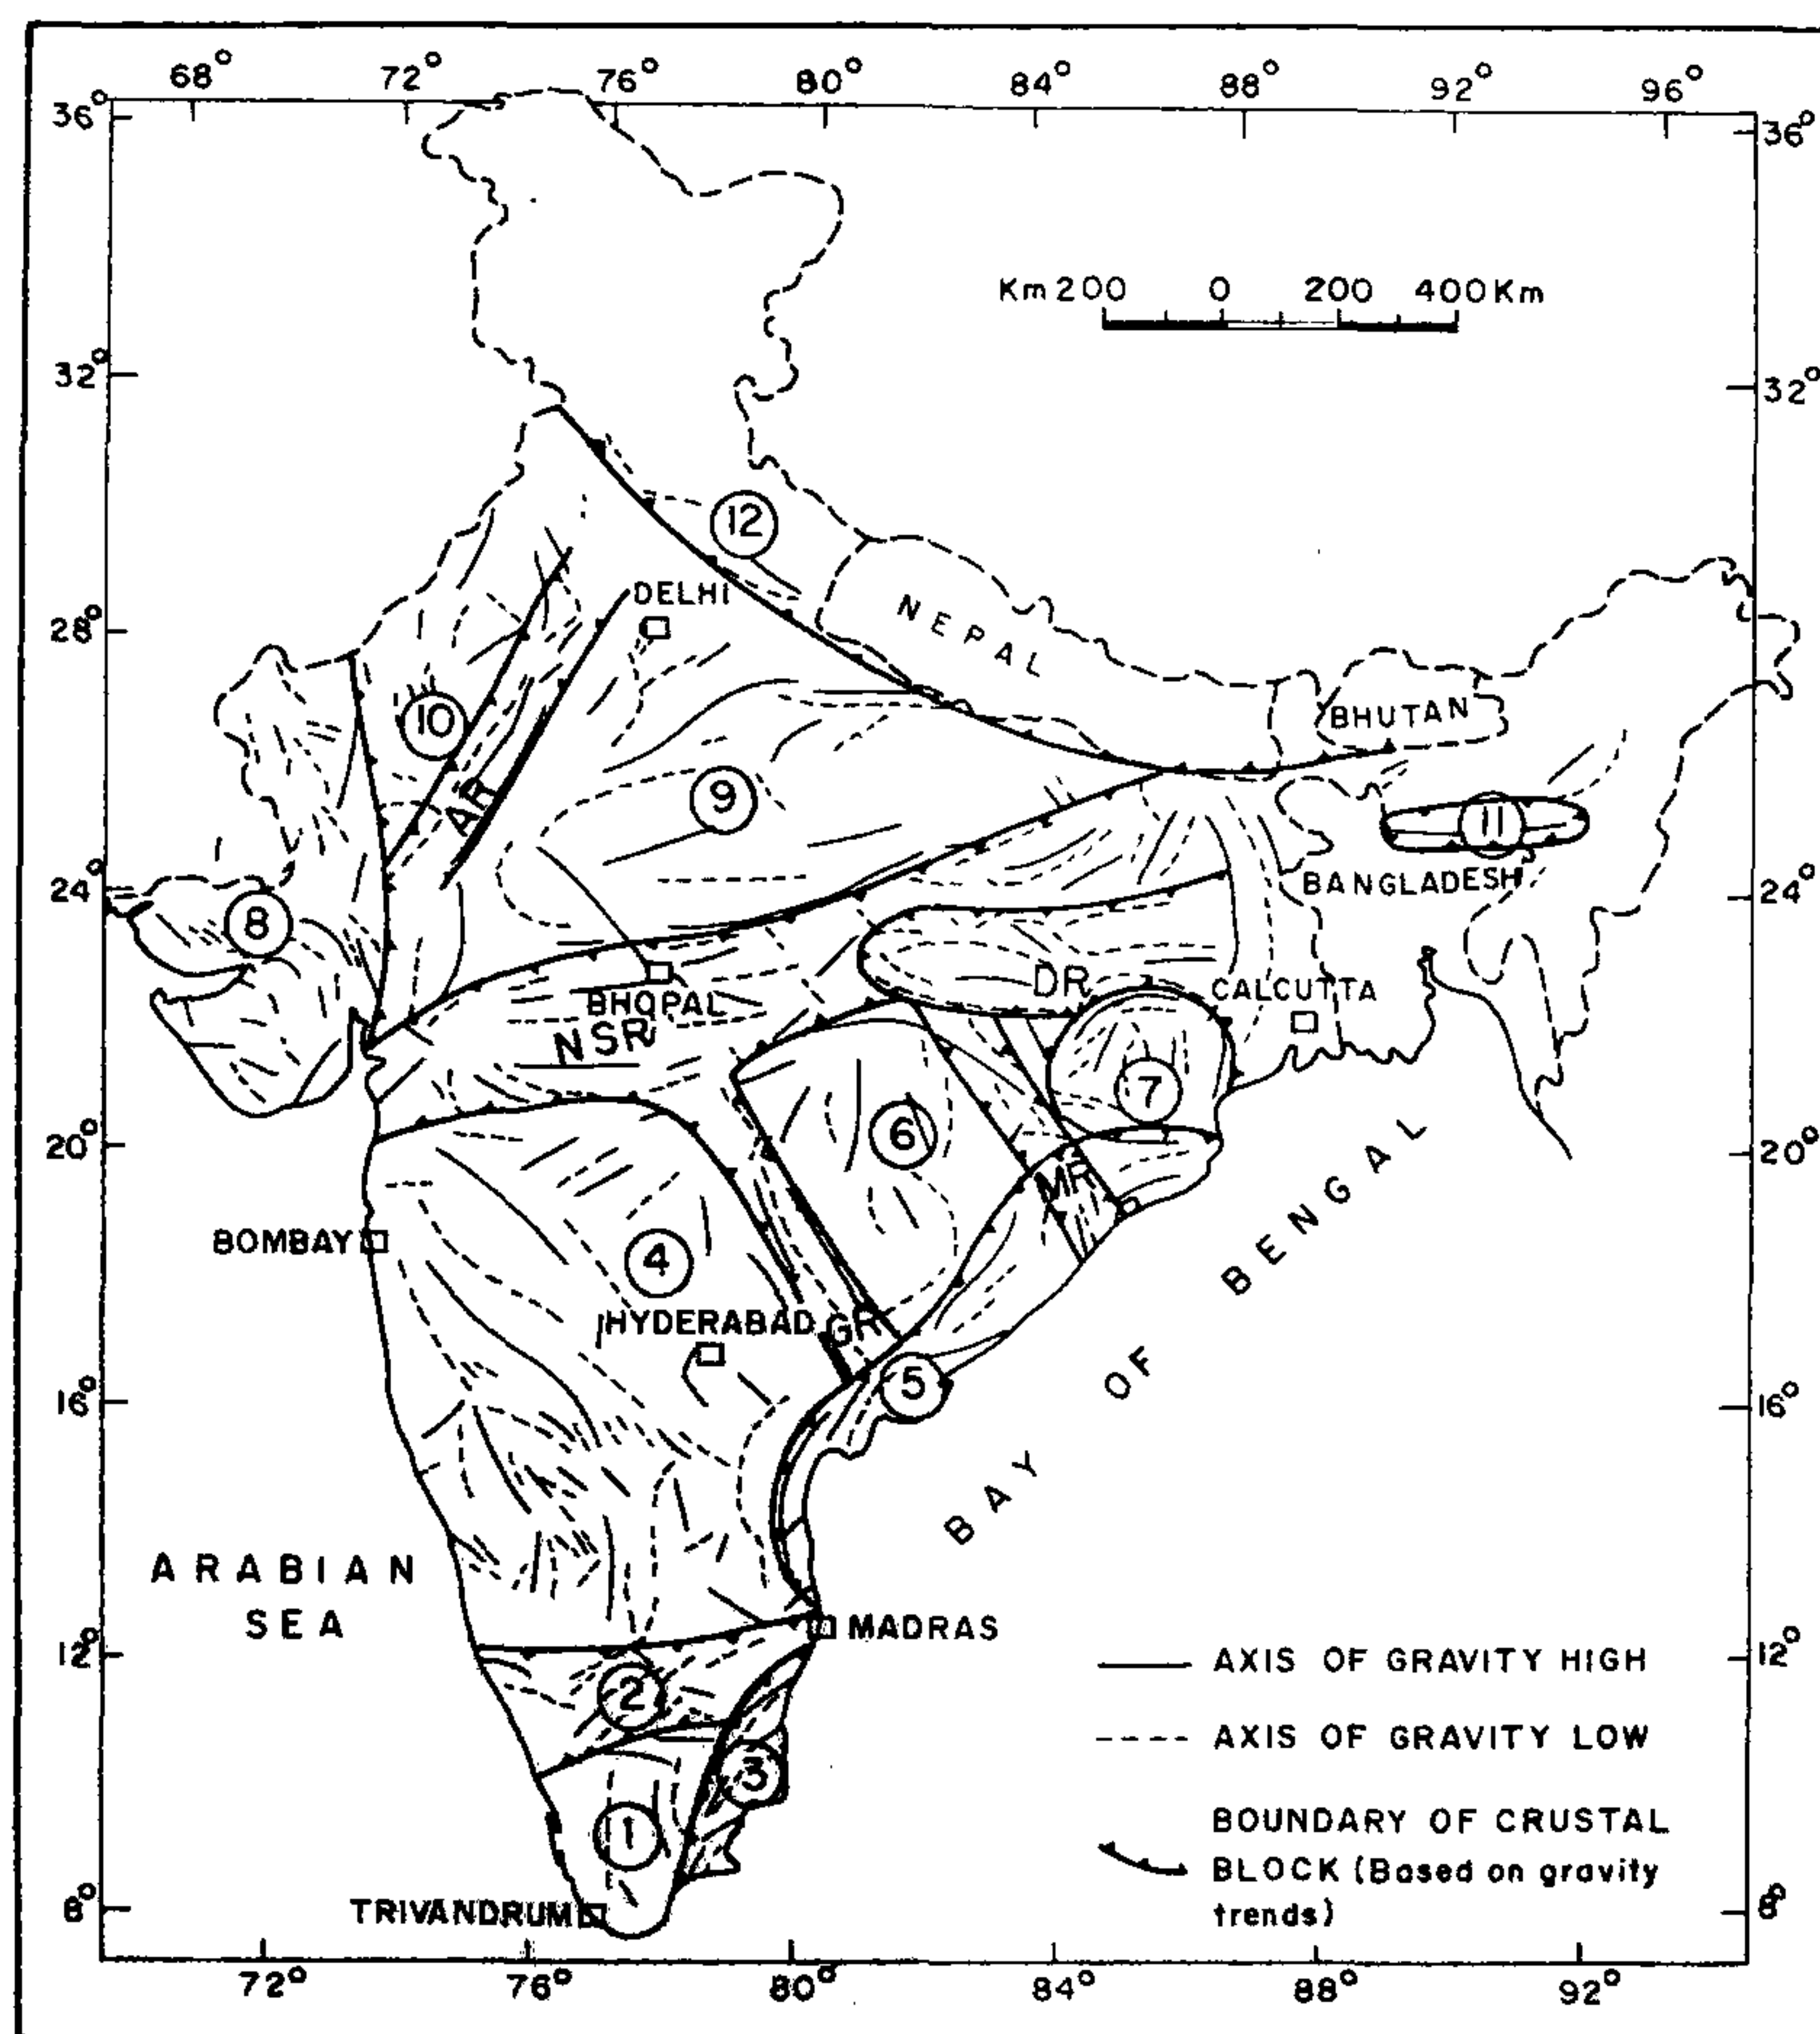 68° 72° 76° 80° 84° 88° 92° 96°
36° 36°
Km 200 0 200 400 Km
32° 32°
12
DELHI
28° 28°
NEPAL
10
BHUTAN
AR
9
11
24° BANGLADESH 24°
8
DR
CALCUTTA
BHOPAL
NSR
7
6
20° 20°
MR
BOMBAY
4
HYDERABAD GR
5
16° 16°
BAY OF BENGAL
ARABIAN
SEA
MADRAS
12° 12°
AXIS OF GRAVITY HIGH
2
AXIS OF GRAVITY LOW
3
1
BOUNDARY OF CRUSTAL
BLOCK (Based on gravity
trends)
8° TRIVANDRUM 8°
72° 76° 80° 84° 88° 92°